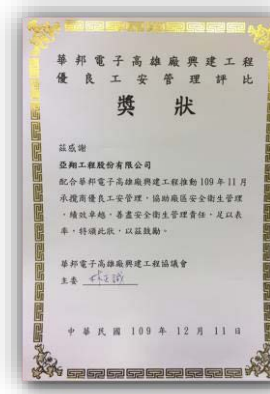 華邦電子高雄廠興建工程
優良工安管理評比
獎狀
茲感謝
亞翔工程股份有限公司
配合華邦電子高雄廠興建工程推動109年11月
承攬商優良工安管理，協助廠區安全衛生管理
，績效卓越，善盡安全衛生管理責任，足以表
率，特頒此狀，以茲鼓勵。
華邦電子高雄廠興建工程協議會
主委
中華民國 109 年 12 月 11 日